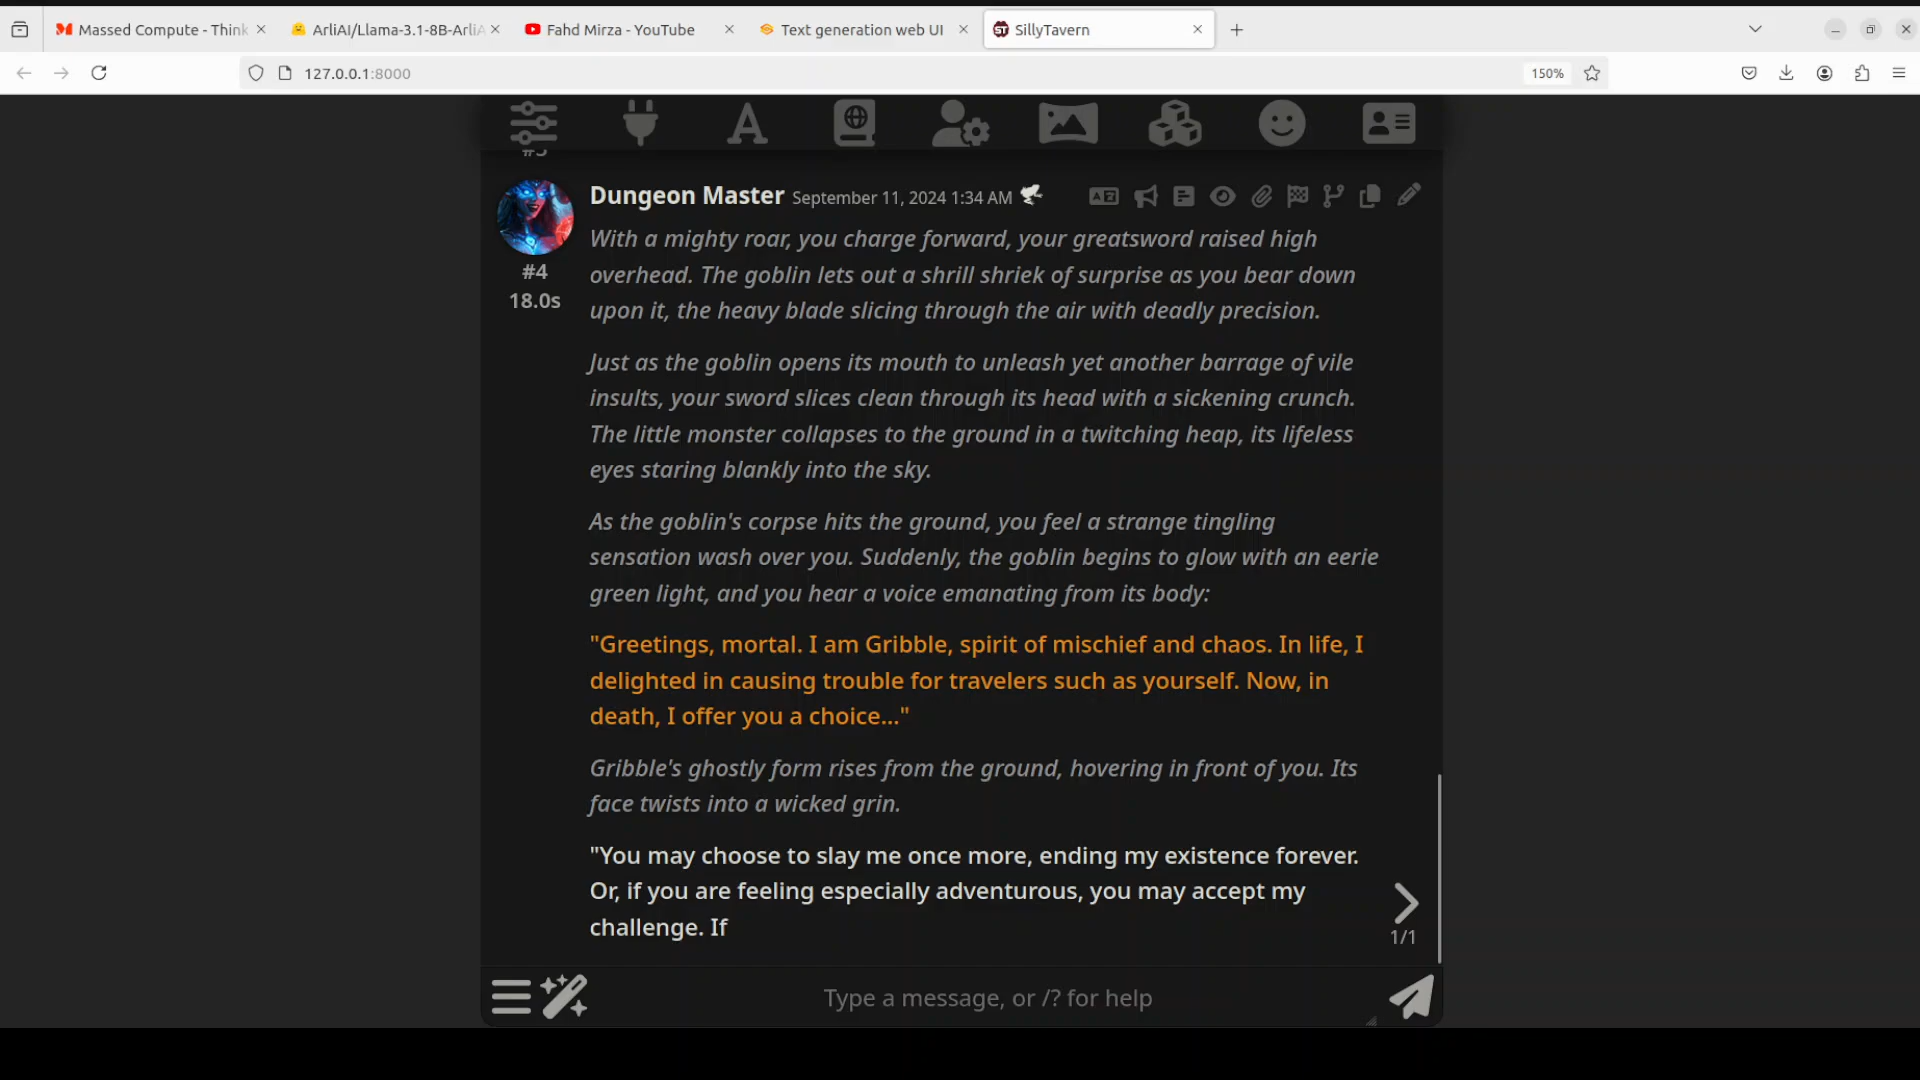 Massed Compute - Think
ArliAI/Llama-3.1-8B-ArliA
Fahd Mirza - YouTube
Text generation web UI
SillyTavern
127.0.0.1:8000
150%
Dungeon Master September 11, 2024 1:34 AM
#4
18.0s
With a mighty roar, you charge forward, your greatsword raised high
overhead. The goblin lets out a shrill shriek of surprise as you bear down
upon it, the heavy blade slicing through the air with deadly precision.
Just as the goblin opens its mouth to unleash yet another barrage of vile
insults, your sword slices clean through its head with a sickening crunch.
The little monster collapses to the ground in a twitching heap, its lifeless
eyes staring blankly into the sky.
As the goblin's corpse hits the ground, you feel a strange tingling
sensation wash over you. Suddenly, the goblin begins to glow with an eerie
green light, and you hear a voice emanating from its body:
"Greetings, mortal. I am Gribble, spirit of mischief and chaos. In life, I
delighted in causing trouble for travelers such as yourself. Now, in
death, I offer you a choice..."
Gribble's ghostly form rises from the ground, hovering in front of you. Its
face twists into a wicked grin.
"You may choose to slay me once more, ending my existence forever.
Or, if you are feeling especially adventurous, you may accept my
challenge. If
1/1
Type a message, or /? for help